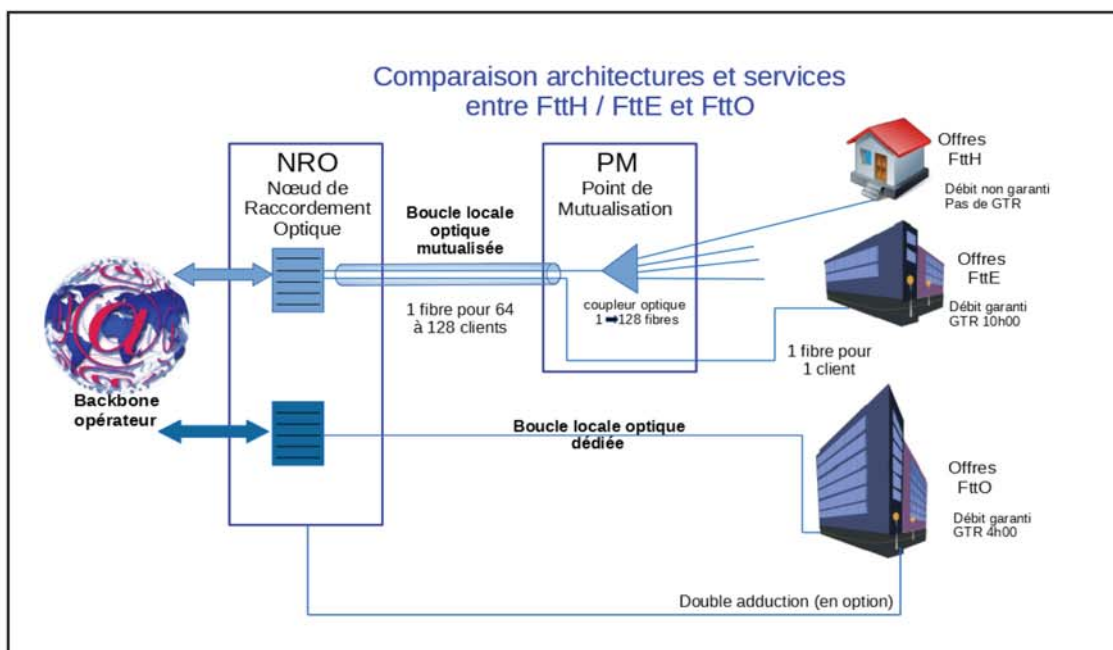 Comparaison architectures et services
entre FttH / FttE et FttO
NRO
Nœud de
Raccordement
Optique
Boucle locale
optique
mutualisée
1 fibre pour 64
à 128 clients
PM
Point de
Mutualisation
coupleur optique
1 ➡128 fibres
Offres
FttH
Débit non garanti
Pas de GTR
Offres
FttE
Débit garanti
GTR 10h00
1 fibre pour
1 client
@
Backbone
opérateur
Boucle locale optique
dédiée
Offres
FttO
Débit garanti
GTR 4h00
Double adduction (en option)